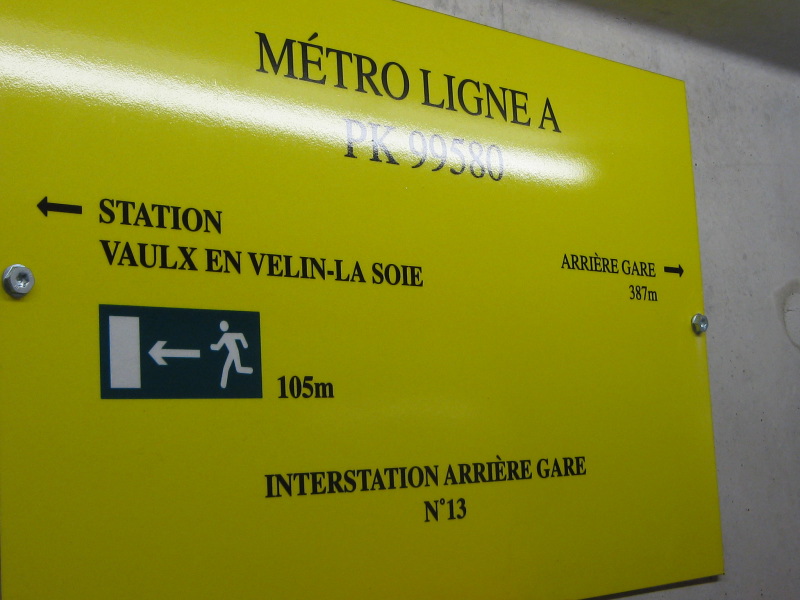 MÉTRO LIGNE A
PK 99580
STATION
VAULX EN VELIN-LA SOIE
ARRIÈRE GARE
387m
105m
INTERSTATION ARRIÈRE GARE
N°13